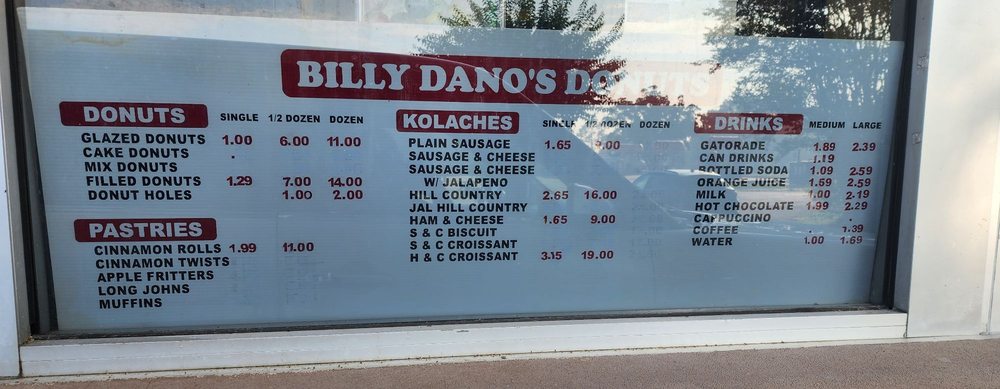 BILLY DANO'S DONUTS
DONUTS SINGLE 1/2 DOZEN DOZEN
GLAZED DONUTS 1.00 6.00 11.00
CAKE DONUTS
MIX DONUTS
FILLED DONUTS 1.29 7.00 14.00
DONUT HOLES 1.00 2.00
PASTRIES
CINNAMON ROLLS 1.99 11.00
CINNAMON TWISTS
APPLE FRITTERS
LONG JOHNS
MUFFINS
KOLACHES SINGLE 1/2 DOZEN DOZEN
PLAIN SAUSAGE 1.65
SAUSAGE & CHEESE
SAUSAGE & CHEESE
W/ JALAPENO
HILL COUNTRY 2.65 16.00
JAL HILL COUNTRY
HAM & CHEESE 1.65 9.00
S & C BISCUIT
S & C CROISSANT
H & C CROISSANT 3.15 19.00
DRINKS MEDIUM LARGE
GATORADE 1.89 2.39
CAN DRINKS 1.19
BOTTLED SODA 1.09 2.59
ORANGE JUICE 1.59 2.59
MILK 1.00 2.19
HOT CHOCOLATE 1.99 2.29
CAPPUCCINO
COFFEE 1.39
WATER 1.00 1.69